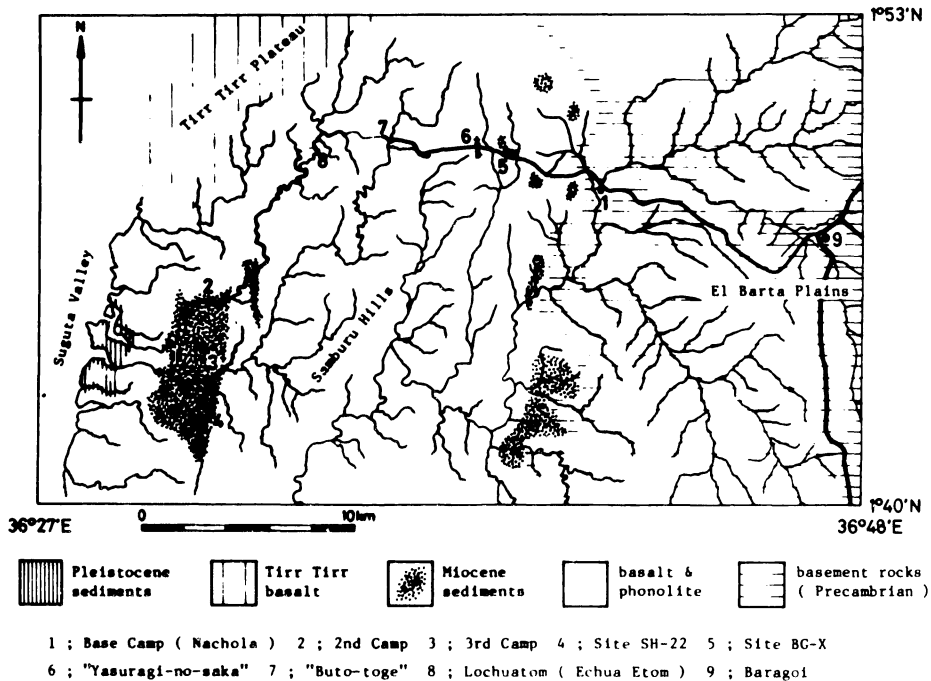 1°53'N
N
Tirr Tirr Plateau
7
6
5
8
1
9
El Barta Plains
Suguta Valley
2
Samburu Hills
3
4
1°40'N
36°27'E
0 10km
36°48'E
Pleistocene sediments
Tirr Tirr basalt
Miocene sediments
basalt & phonolite
basement rocks ( Precambrian )
1 ; Base Camp ( Nachola ) 2 ; 2nd Camp 3 ; 3rd Camp 4 ; Site SH-22 5 ; Site BG-X
6 ; "Yasuragi-no-saka" 7 ; "Buto-toge" 8 ; Lochuatom ( Echua Etom ) 9 ; Baragoi